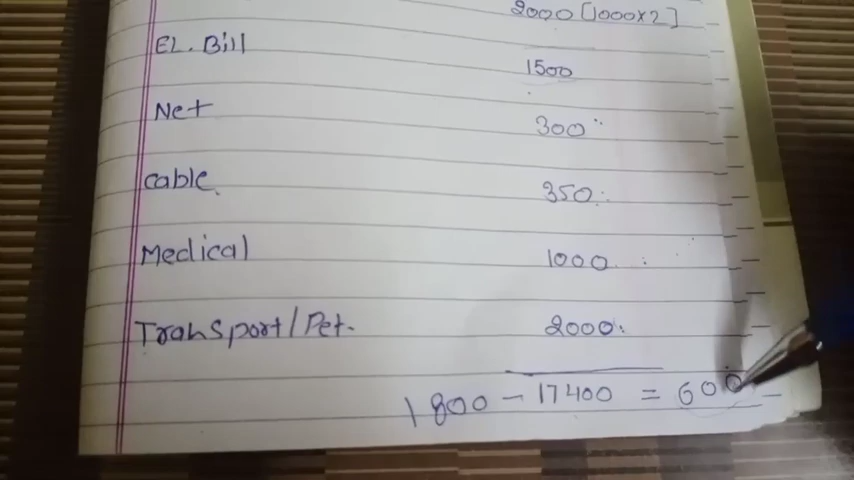 2000 [1000x2]
EL. Bill 1500
Net 300
cable 350
Medical 1000
Transport/Pet. 2000
1800 - 17400 = 600